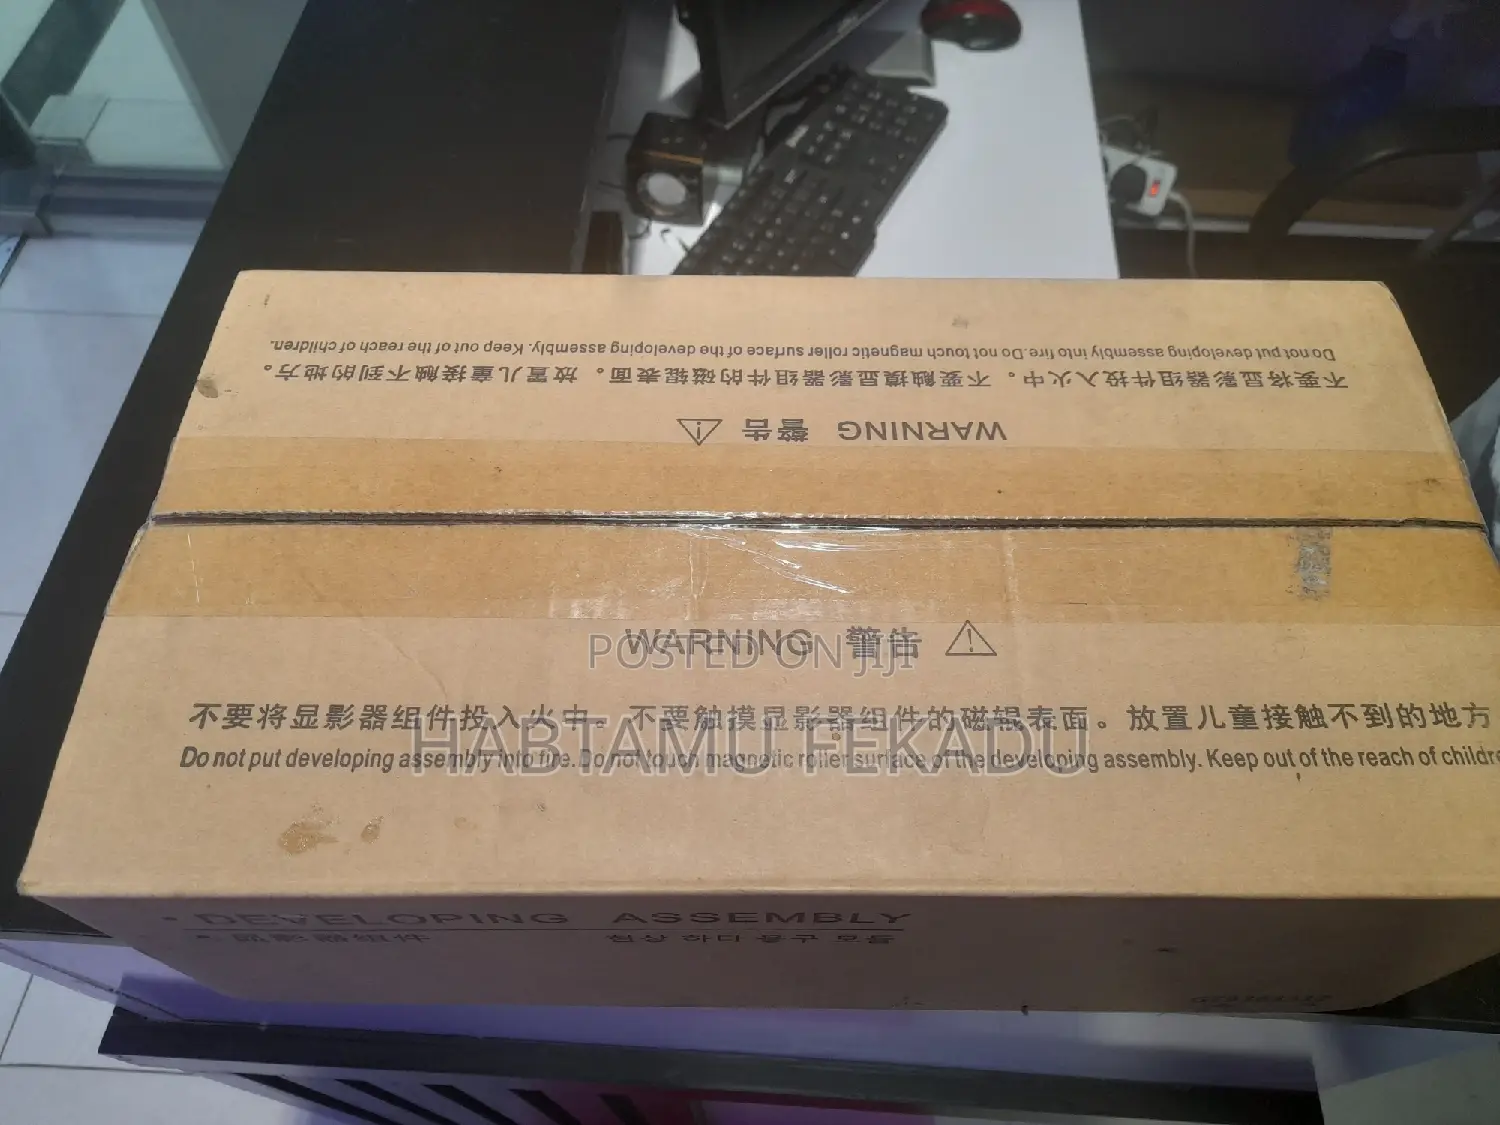 Do not put developing assembly into fire. Do not touch magnetic roller surface of the developing assembly. Keep out of the reach of children.
不要将显影器组件投入火中。不要触摸显影器组件的磁辊表面。放置儿童接触不到的地方。
WARNING 警告
WARNING 警告
POSTED ON JIJI
不要将显影器组件投入火中。不要触摸显影器组件的磁辊表面。放置儿童接触不到的地方
HABTAMU FEKADU
Do not put developing assembly into fire. Do not touch magnetic roller surface of the developing assembly. Keep out of the reach of childre
• DEVELOPING ASSEMBLY
• 显影器组件